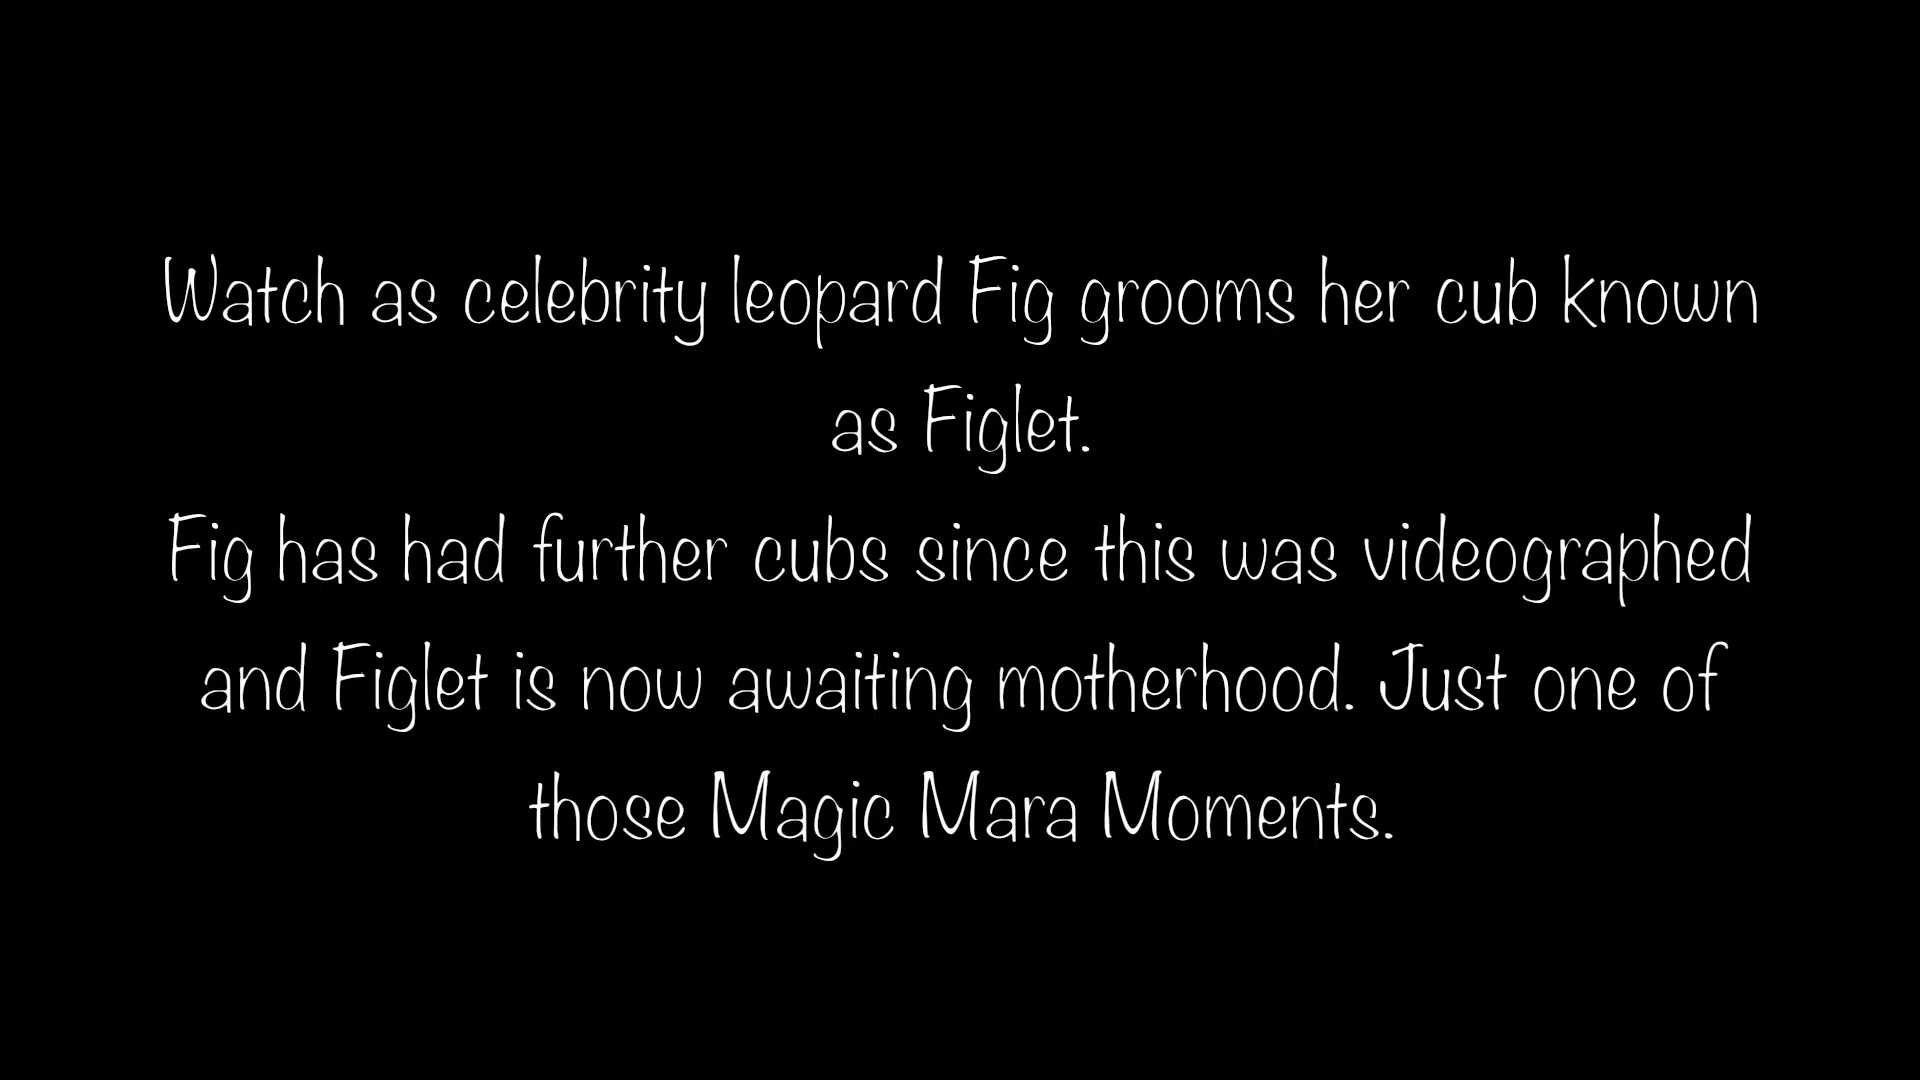 Watch as celebrity leopard Fig grooms her cub known
as Figlet.
Fig has had further cubs since this was videographed
and Figlet is now awaiting motherhood. Just one of
those Magic Mara Moments.